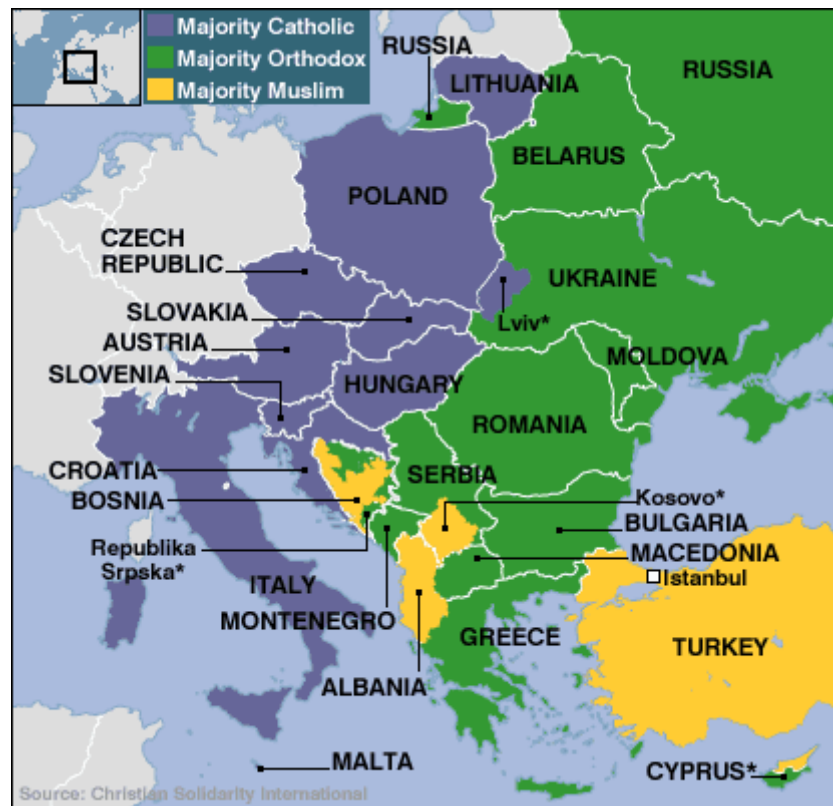 Majority Catholic
Majority Orthodox
Majority Muslim
RUSSIA
LITHUANIA
RUSSIA
BELARUS
POLAND
CZECH
REPUBLIC
UKRAINE
SLOVAKIA
Lviv*
AUSTRIA
MOLDOVA
SLOVENIA
HUNGARY
ROMANIA
CROATIA
SERBIA
BOSNIA
Kosovo*
BULGARIA
Republika
Srpska*
MACEDONIA
Istanbul
ITALY
MONTENEGRO
GREECE
TURKEY
ALBANIA
MALTA
CYPRUS*
Source: Christian Solidarity International